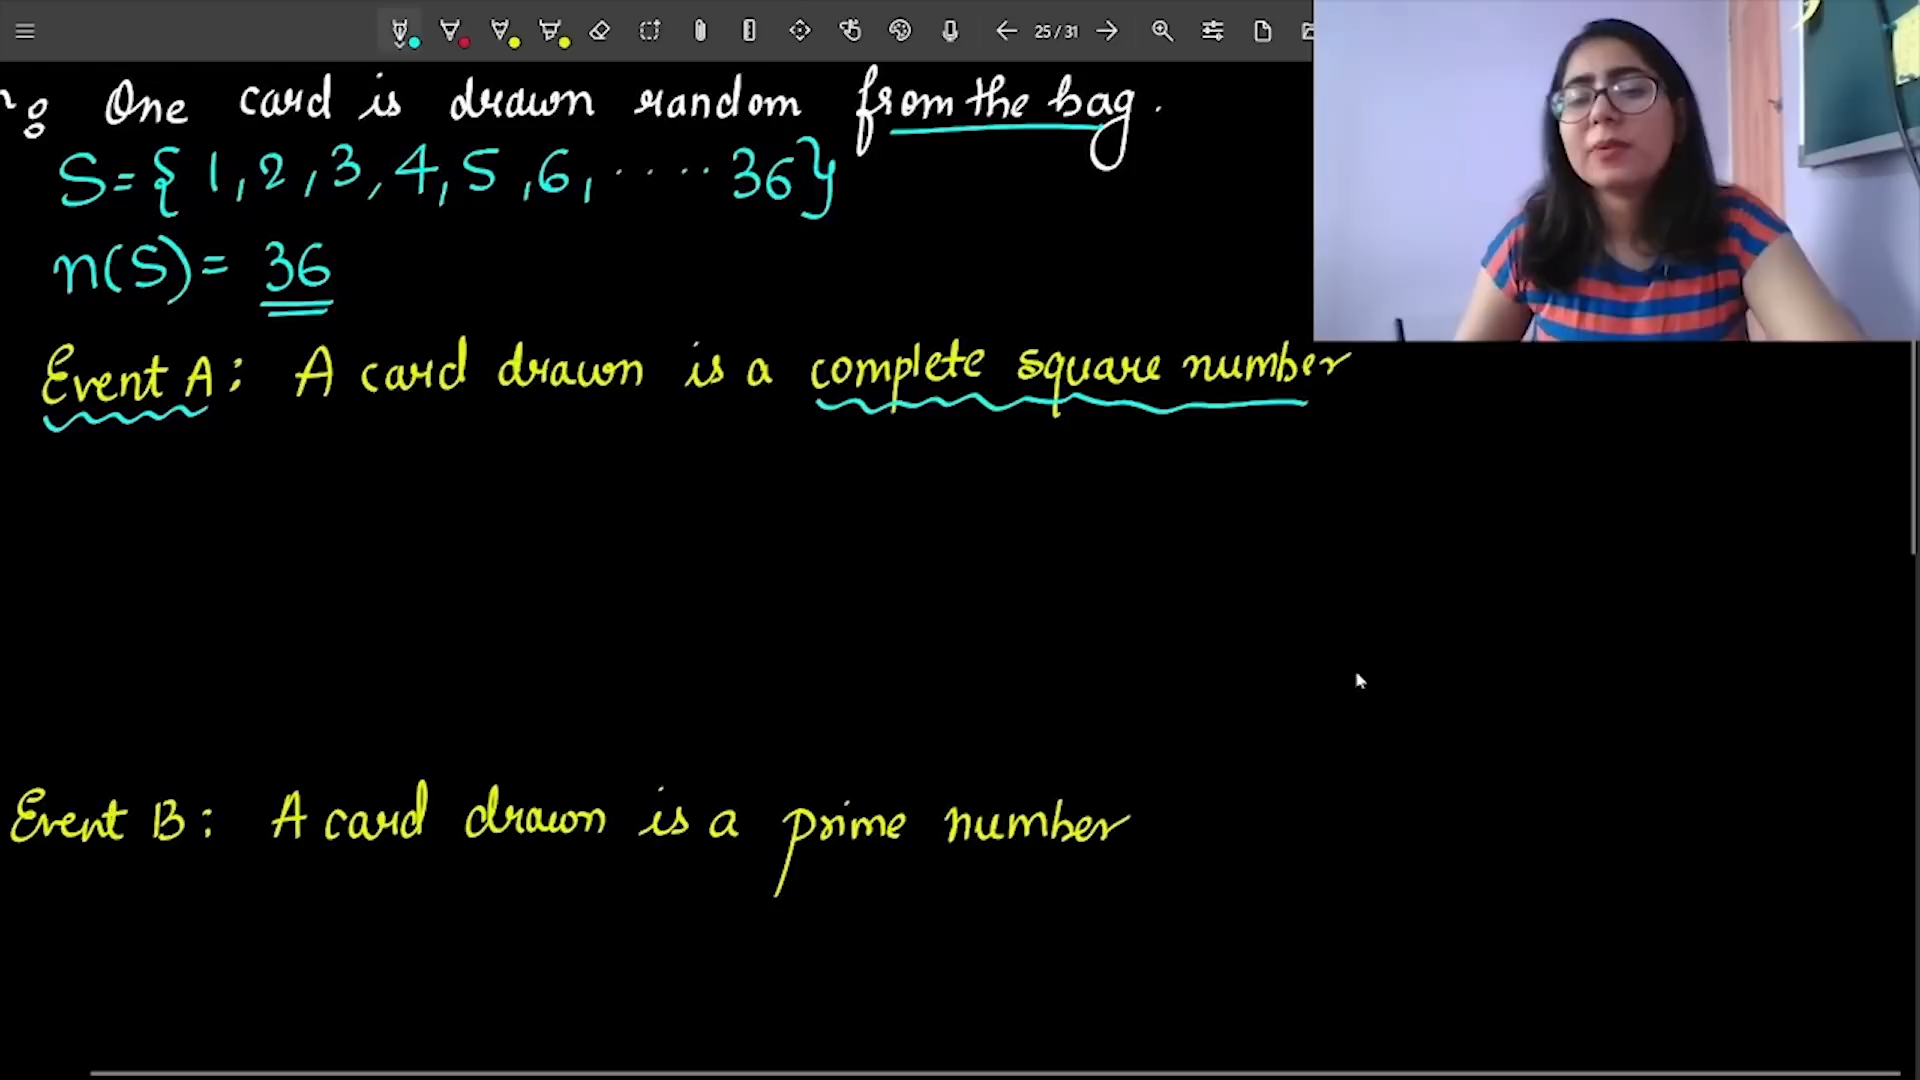 25/31
One card is drawn random from the bag.
S={ 1,2,3,4,5,6,.....36}
n(S)= 36
Event A: A card drawn is a complete square number
Event B: A card drawn is a prime number